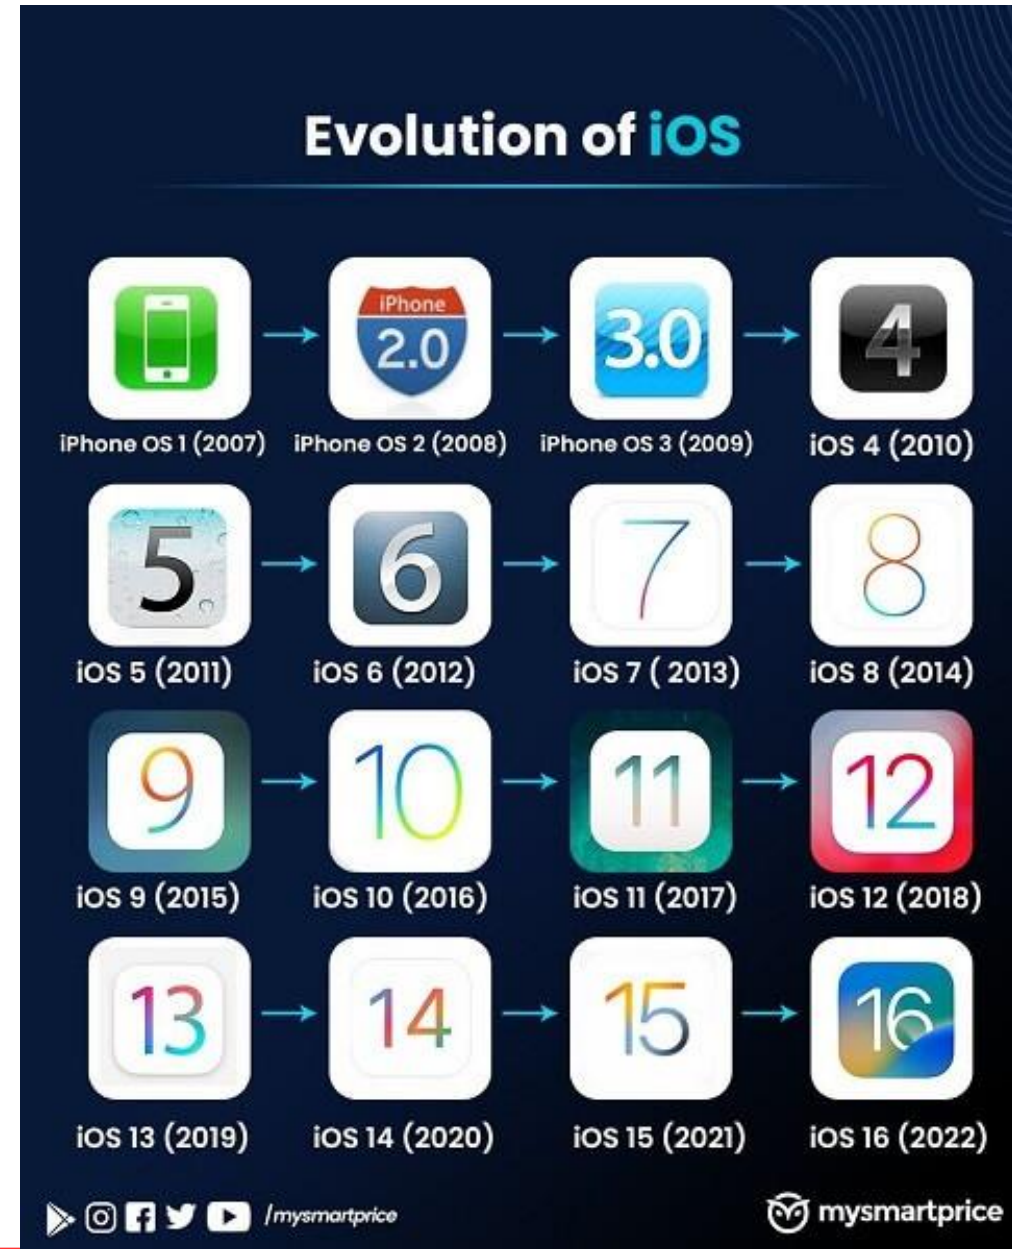 Evolution of iOS
iPhone
2.0
3.0
4
iPhone OS 1 (2007)
iPhone OS 2 (2008)
iPhone OS 3 (2009)
iOS 4 (2010)
5
6
7
8
iOS 5 (2011)
iOS 6 (2012)
iOS 7 ( 2013)
iOS 8 (2014)
9
10
11
12
iOS 9 (2015)
iOS 10 (2016)
iOS 11 (2017)
iOS 12 (2018)
13
14
15
16
iOS 13 (2019)
iOS 14 (2020)
iOS 15 (2021)
iOS 16 (2022)
/mysmartprice
mysmartprice